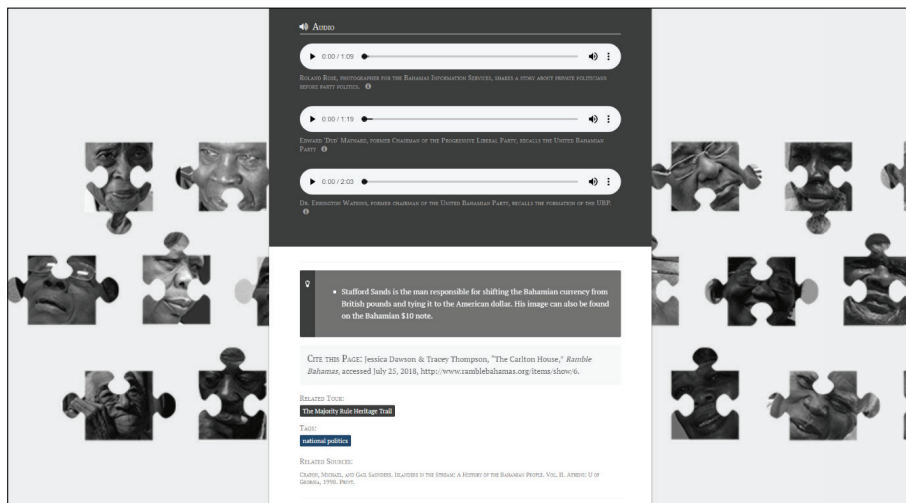 Audio
0:00 / 1:09
Roland Rose, photographer for the Bahamas Information Services, shares a story about private politicians
before party politics.
0:00 / 1:19
Edward 'Dud' Maynard, former Chairman of the Progressive Liberal Party, recalls the United Bahamian
Party
0:00 / 2:03
Dr. Errington Watkins, former chairman of the United Bahamian Party, recalls the formation of the UBP.
• Stafford Sands is the man responsible for shifting the Bahamian currency from
British pounds and tying it to the American dollar. His image can also be found
on the Bahamian $10 note.
Cite this Page: Jessica Dawson & Tracey Thompson, "The Carlton House," Ramble
Bahamas, accessed July 25, 2018, http://www.ramblebahamas.org/items/show/6.
Related Tour:
The Majority Rule Heritage Trail
Tags:
national politics
Related Sources:
Craton, Michael, and Gail Saunders. Islanders in the Stream: A History of the Bahamian People. Vol. II. Athens: U of
Georgia, 1998. Print.